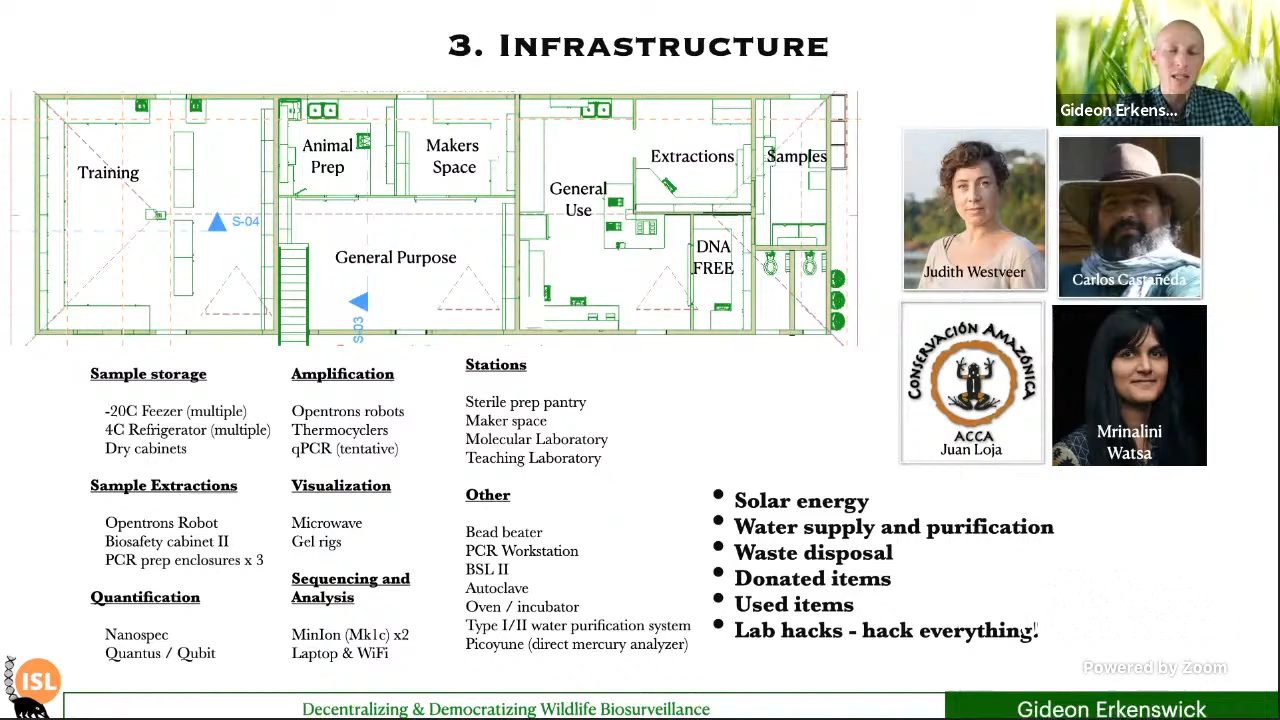 3. INFRASTRUCTURE
Gideon Erkens...
Training
S-04
Animal
Prep
Makers
Space
General Purpose
S-03
General
Use
Extractions
Samples
DNA
FREE
Judith Westveer
Carlos Castañeda
CONSERVACIÓN AMAZÓNICA
ACCA
Juan Loja
Mrinalini
Watsa
Sample storage
-20C Feezer (multiple)
4C Refrigerator (multiple)
Dry cabinets
Sample Extractions
Opentrons Robot
Biosafety cabinet II
PCR prep enclosures x 3
Quantification
Nanospec
Quantus / Qubit
Amplification
Opentrons robots
Thermocyclers
qPCR (tentative)
Visualization
Microwave
Gel rigs
Sequencing and
Analysis
MinIon (Mk1c) x2
Laptop & WiFi
Stations
Sterile prep pantry
Maker space
Molecular Laboratory
Teaching Laboratory
Other
Bead beater
PCR Workstation
BSL II
Autoclave
Oven / incubator
Type I/II water purification system
Picoyune (direct mercury analyzer)
• Solar energy
• Water supply and purification
• Waste disposal
• Donated items
• Used items
• Lab hacks - hack everything!
Powered by Zoom
ISL
Decentralizing & Democratizing Wildlife Biosurveillance
Gideon Erkenswick